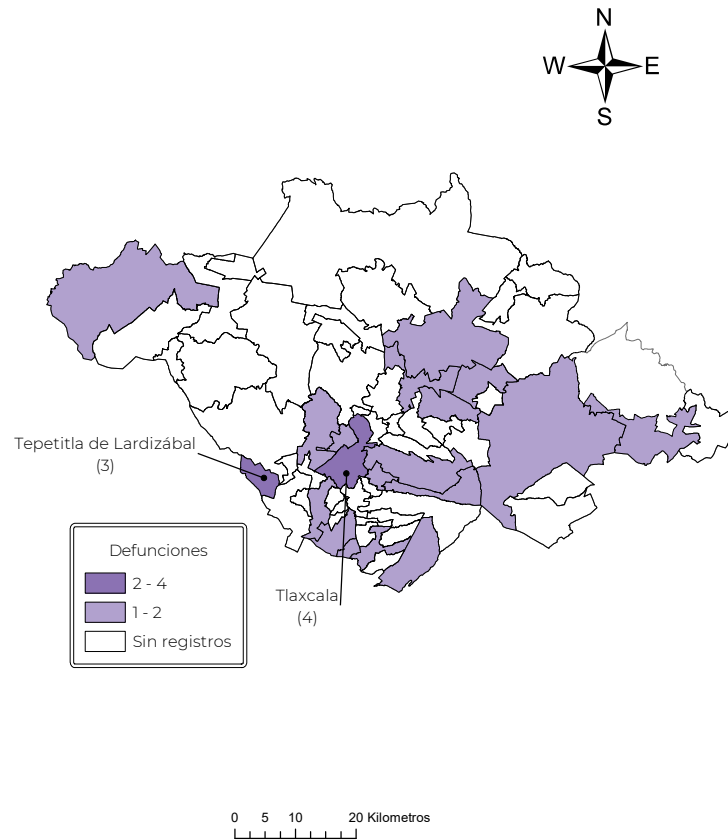 N
W E
S
Tepetitla de Lardizábal
(3)
Defunciones
2 - 4
1 - 2
Sin registros
Tlaxcala
(4)
0 5 10 20 Kilometros